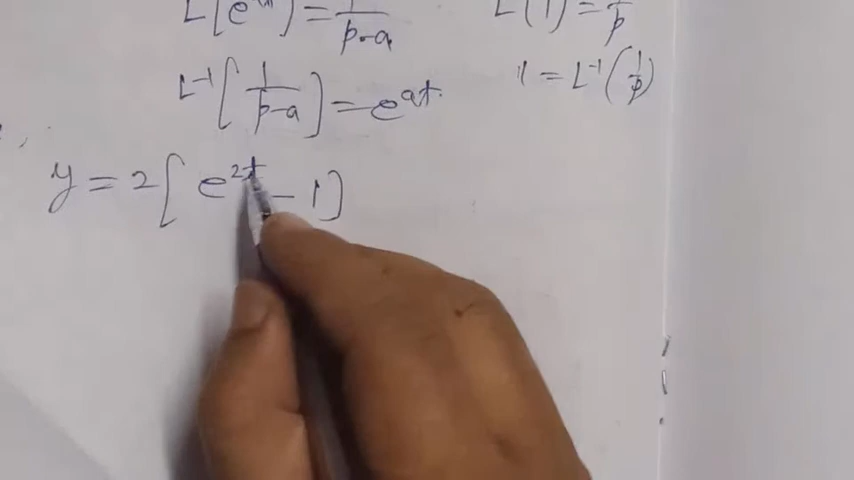 L[e^{at}] = 1/(p-a) L(1) = 1/p
L^{-1}[1/(p-a)] = e^{at}. 1 = L^{-1}(1/p)
y = 2[e^{2t} - 1]